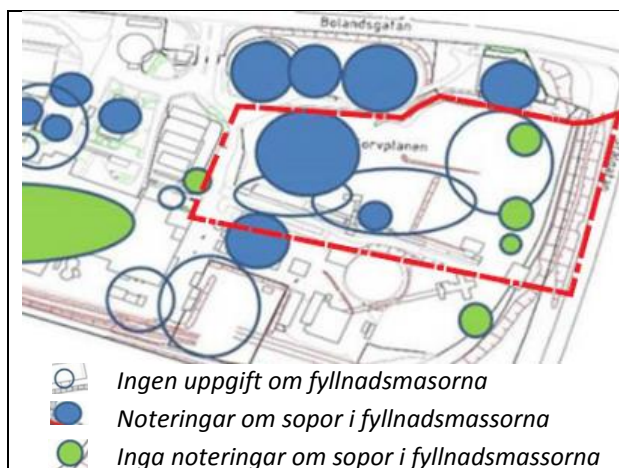 Bolandsgatan
orvplanen
Ingen uppgift om fyllnadsmasorna
Noteringar om sopor i fyllnadsmassorna
Inga noteringar om sopor i fyllnadsmassorna